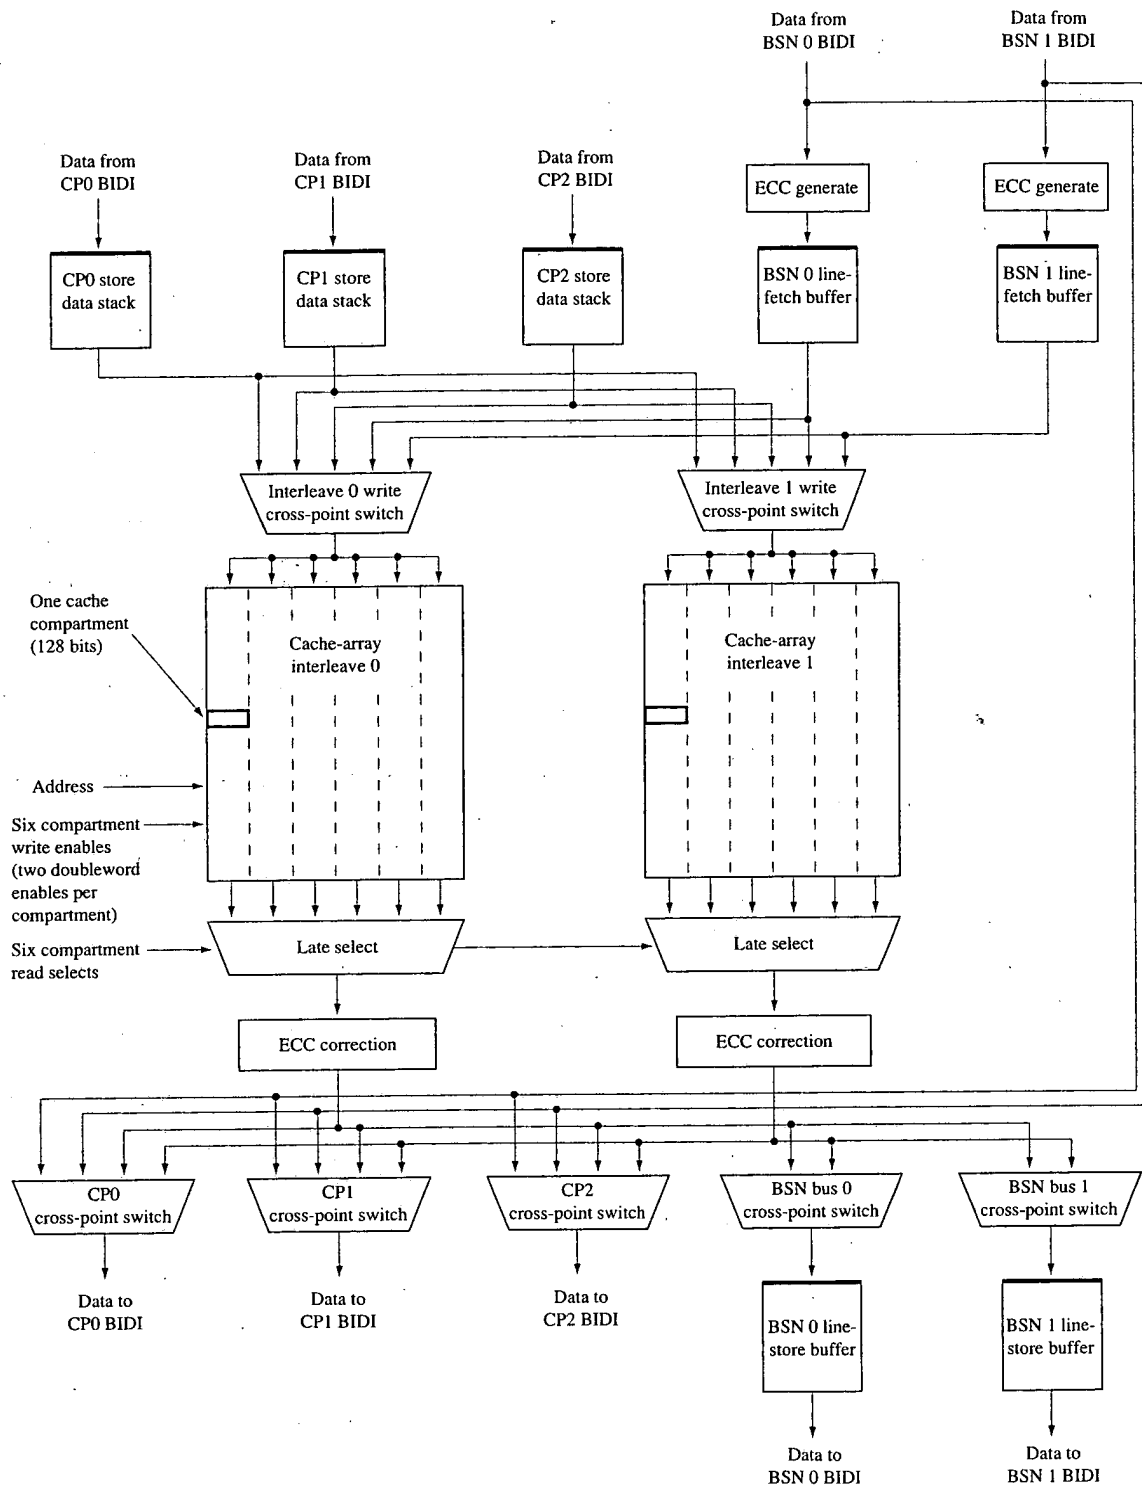 Data from
BSN 0 BIDI
Data from
BSN 1 BIDI
Data from
CP0 BIDI
Data from
CP1 BIDI
Data from
CP2 BIDI
ECC generate
ECC generate
CP0 store
data stack
CP1 store
data stack
CP2 store
data stack
BSN 0 line-
fetch buffer
BSN 1 line-
fetch buffer
Interleave 0 write
cross-point switch
Interleave 1 write
cross-point switch
One cache
compartment
(128 bits)
Cache-array
interleave 0
Cache-array
interleave 1
Address
Six compartment
write enables
(two doubleword
enables per
compartment)
Six compartment
read selects
Late select
Late select
ECC correction
ECC correction
CP0
cross-point switch
CP1
cross-point switch
CP2
cross-point switch
BSN bus 0
cross-point switch
BSN bus 1
cross-point switch
Data to
CP0 BIDI
Data to
CP1 BIDI
Data to
CP2 BIDI
BSN 0 line-
store buffer
BSN 1 line-
store buffer
Data to
BSN 0 BIDI
Data to
BSN 1 BIDI